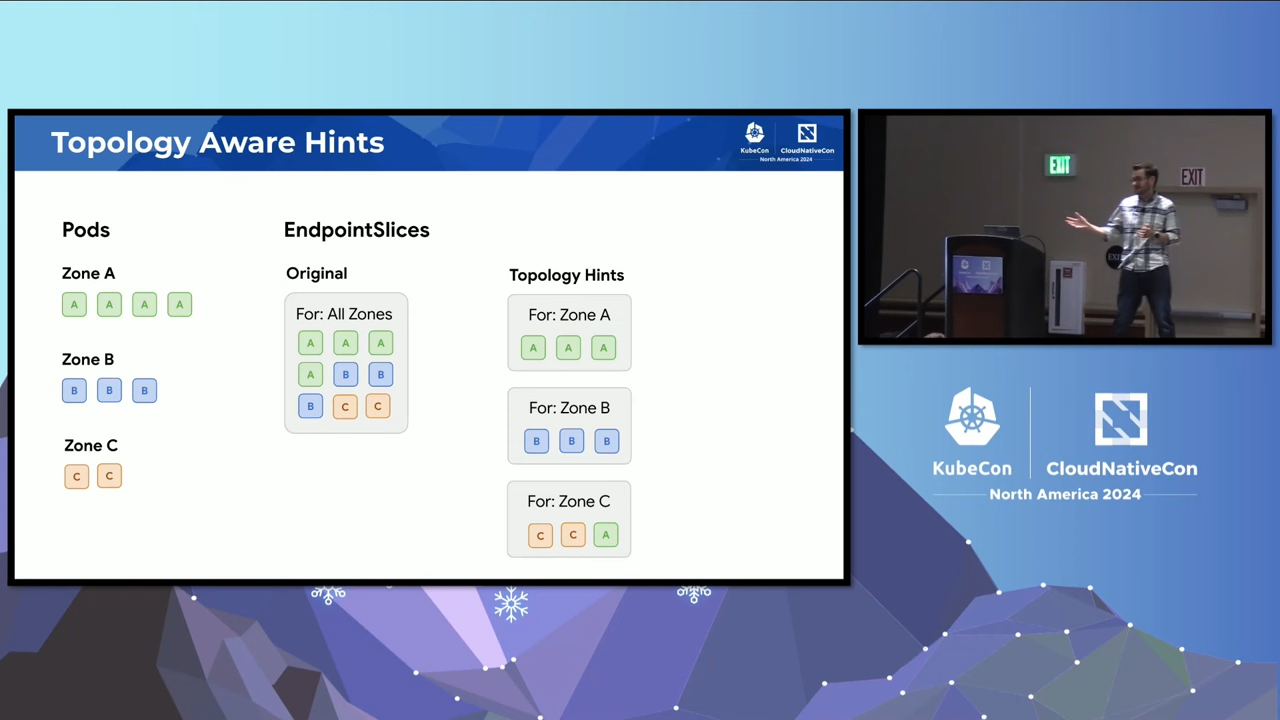 Topology Aware Hints
KubeCon
CloudNativeCon
North America 2024
Pods
Zone A
A A A A
Zone B
B B B
Zone C
C C
EndpointSlices
Original
For: All Zones
A A A
A B B
B C C
Topology Hints
For: Zone A
A A A
For: Zone B
B B B
For: Zone C
C C A
EXIT
EXIT
EXI
KubeCon
CloudNativeCon
North America 2024